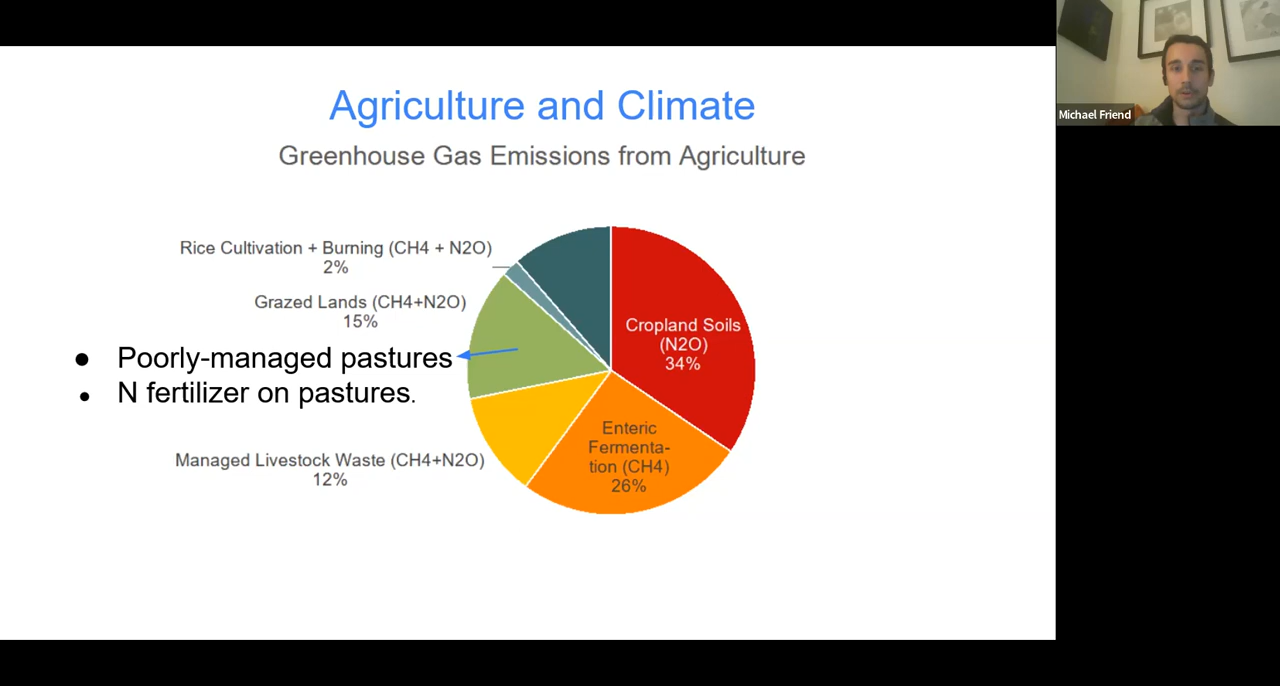 Agriculture and Climate
Greenhouse Gas Emissions from Agriculture
Rice Cultivation + Burning (CH4 + N2O)
2%
Grazed Lands (CH4+N2O)
15%
● Poorly-managed pastures
● N fertilizer on pastures.
Managed Livestock Waste (CH4+N2O)
12%
Cropland Soils
(N2O)
34%
Enteric
Fermenta-
tion (CH4)
26%
Michael Friend